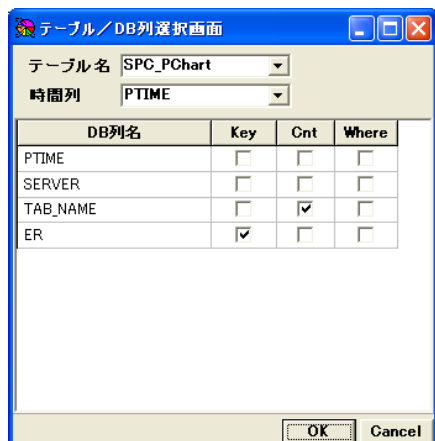 テーブル／DB列選択画面
テーブル名 SPC_PChart
時間列 PTIME
DB列名 Key Cnt Where
PTIME
SERVER
TAB_NAME
ER
OK Cancel